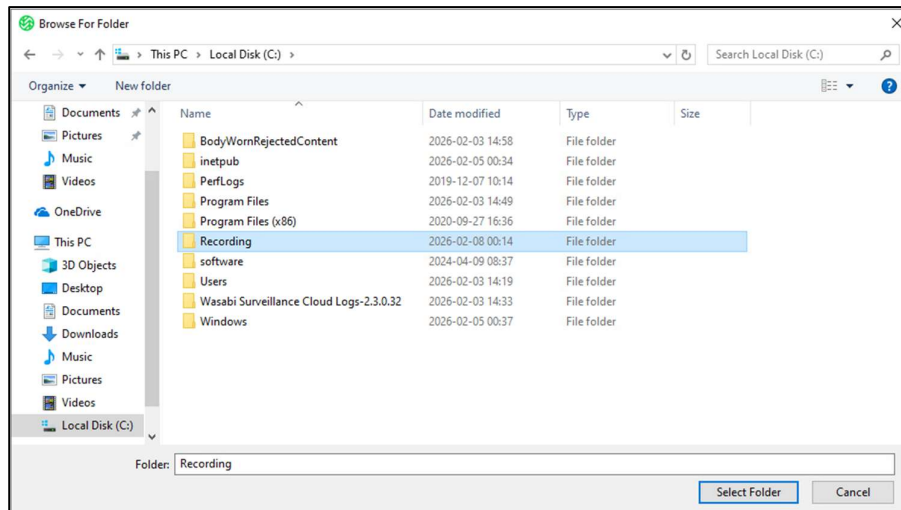 Browse For Folder
This PC > Local Disk (C:) >
Search Local Disk (C:)
Organize
New folder
Documents
Pictures
Music
Videos
OneDrive
This PC
3D Objects
Desktop
Documents
Downloads
Music
Pictures
Videos
Local Disk (C:)
Name Date modified Type Size
BodyWornRejectedContent 2026-02-03 14:58 File folder
inetpub 2026-02-05 00:34 File folder
PerfLogs 2019-12-07 10:14 File folder
Program Files 2026-02-03 14:49 File folder
Program Files (x86) 2020-09-27 16:36 File folder
Recording 2026-02-08 00:14 File folder
software 2024-04-09 08:37 File folder
Users 2026-02-03 14:19 File folder
Wasabi Surveillance Cloud Logs-2.3.0.32 2026-02-03 14:33 File folder
Windows 2026-02-05 00:37 File folder
Folder: Recording
Select Folder
Cancel